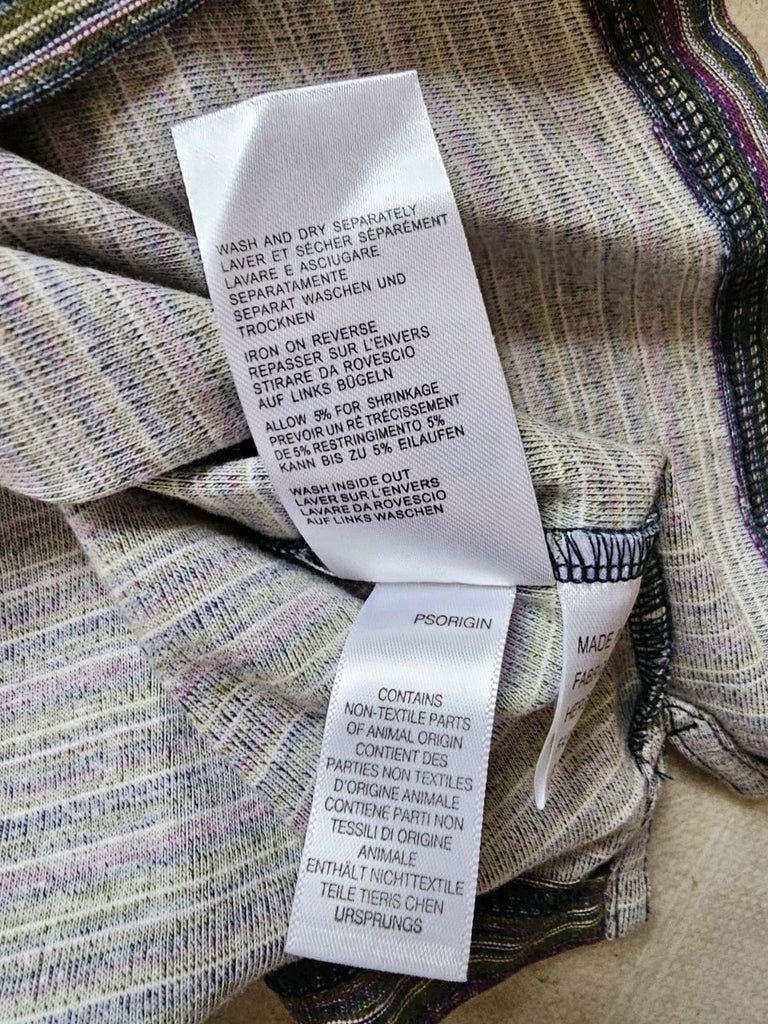 WASH AND DRY SEPARATELY
LAVER ET SÉCHER SÉPARÉMENT
LAVARE E ASCIUGARE
SEPARATAMENTE
SEPARAT WASCHEN UND
TROCKNEN
IRON ON REVERSE
REPASSER SUR L'ENVERS
STIRARE DA ROVESCIO
AUF LINKS BÜGELN
ALLOW 5% FOR SHRINKAGE
PREVOIR UN RÉTRÉCISSEMENT
DE 5% RESTRINGIMENTO 5%
KANN BIS ZU 5% EILAUFEN
WASH INSIDE OUT
LAVER SUR L'ENVERS
LAVARE DA ROVESCIO
AUF LINKS WASCHEN
PSORIGIN
CONTAINS
NON-TEXTILE PARTS
OF ANIMAL ORIGIN
CONTIENT DES
PARTIES NON TEXTILES
D'ORIGINE ANIMALE
CONTIENE PARTI NON
TESSILI DI ORIGINE
ANIMALE
ENTHÄLT NICHTTEXTILE
TEILE TIERIS CHEN
URSPRUNGS
MADE